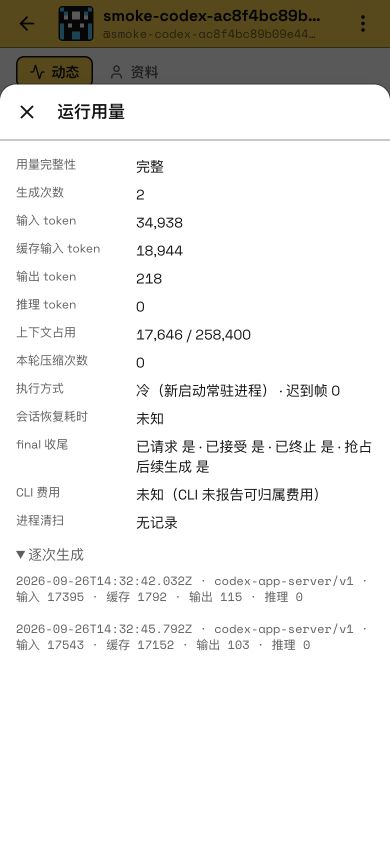 smoke-codex-ac8f4bc89b...
@smoke-codex-ac8f4bc89b09e44...
动态 资料
运行用量
用量完整性 完整
生成次数 2
输入 token 34,938
缓存输入 token 18,944
输出 token 218
推理 token 0
上下文占用 17,646 / 258,400
本轮压缩次数 0
执行方式 冷（新启动常驻进程） · 迟到帧 0
会话恢复耗时 未知
final 收尾 已请求 是 · 已接受 是 · 已终止 是 · 抢占
后续生成 是
CLI 费用 未知（CLI 未报告可归属费用）
进程清扫 无记录
▼逐次生成
2026-09-26T14:32:42.032Z · codex-app-server/v1 ·
输入 17395 · 缓存 1792 · 输出 115 · 推理 0
2026-09-26T14:32:45.792Z · codex-app-server/v1 ·
输入 17543 · 缓存 17152 · 输出 103 · 推理 0